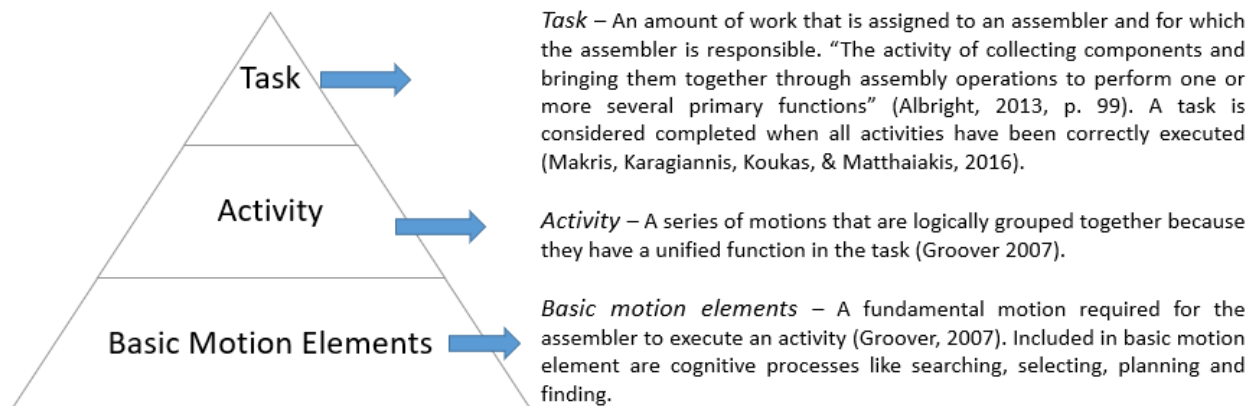 Task
Activity
Basic Motion Elements
Task – An amount of work that is assigned to an assembler and for which
the assembler is responsible. “The activity of collecting components and
bringing them together through assembly operations to perform one or
more several primary functions” (Albright, 2013, p. 99). A task is
considered completed when all activities have been correctly executed
(Makris, Karagiannis, Koukas, & Matthaiakis, 2016).
Activity – A series of motions that are logically grouped together because
they have a unified function in the task (Groover 2007).
Basic motion elements – A fundamental motion required for the
assembler to execute an activity (Groover, 2007). Included in basic motion
element are cognitive processes like searching, selecting, planning and
finding.